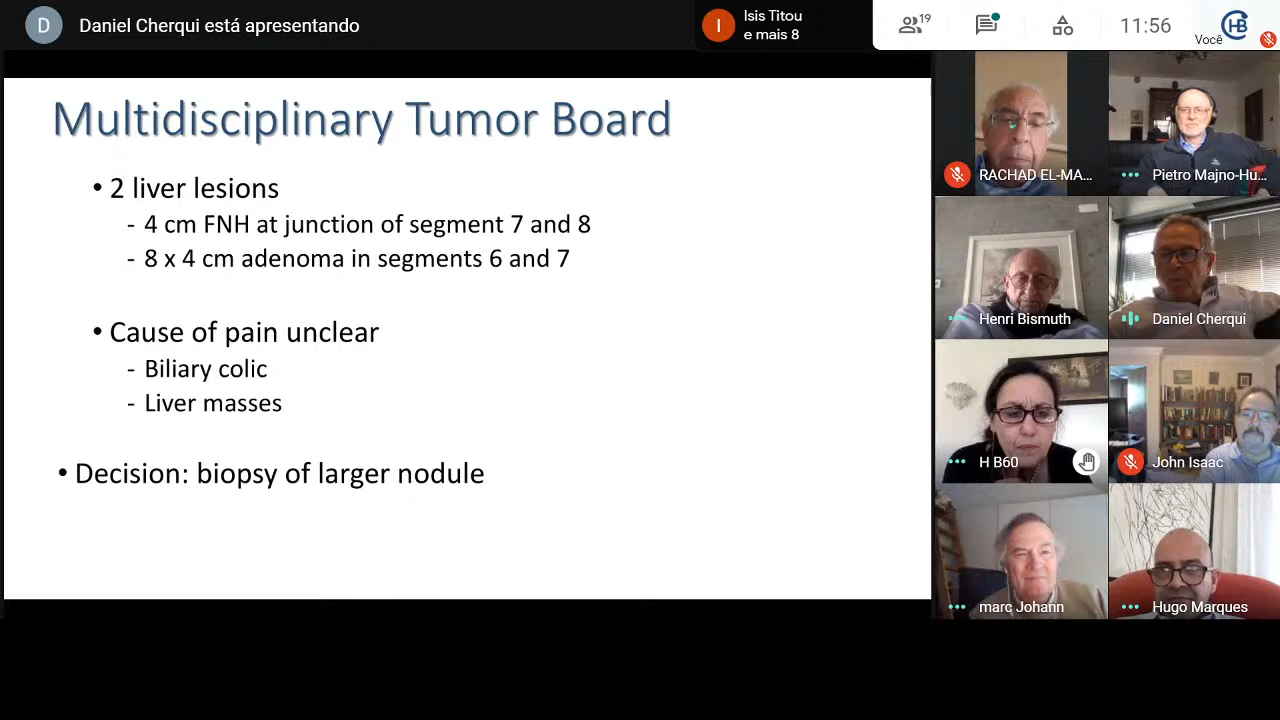 D
Daniel Cherqui está apresentando
I
Isis Titou
e mais 8
19
11:56
Você
HB
Multidisciplinary Tumor Board
• 2 liver lesions
- 4 cm FNH at junction of segment 7 and 8
- 8 x 4 cm adenoma in segments 6 and 7
• Cause of pain unclear
- Biliary colic
- Liver masses
• Decision: biopsy of larger nodule
RACHAD EL-MA...
Pietro Majno-Hu...
Henri Bismuth
Daniel Cherqui
H B60
John Isaac
marc Johann
Hugo Marques